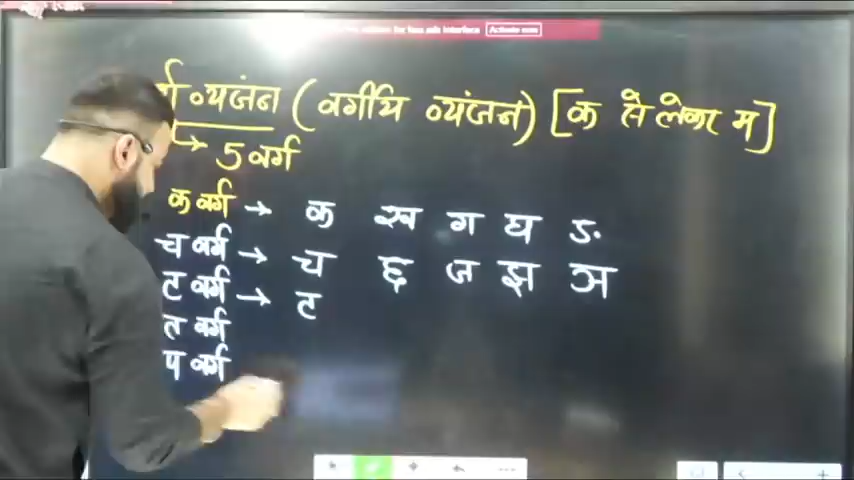 व्यंजन (वर्गीय व्यंजन) [क से लेकर म]
→ 5 वर्ग
क वर्ग → क ख ग घ ङ
च वर्ग → च छ ज झ ञ
ट वर्ग → ट
त वर्ग
प वर्ग